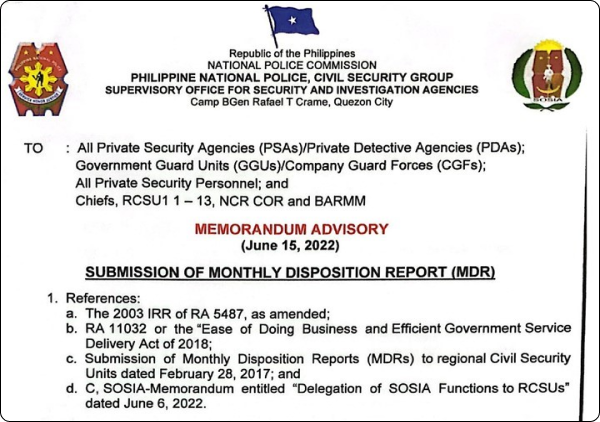 Republic of the Philippines
NATIONAL POLICE COMMISSION
PHILIPPINE NATIONAL POLICE, CIVIL SECURITY GROUP
SUPERVISORY OFFICE FOR SECURITY AND INVESTIGATION AGENCIES
Camp BGen Rafael T Crame, Quezon City
SOSIA
TO : All Private Security Agencies (PSAs)/Private Detective Agencies (PDAs);
Government Guard Units (GGUs)/Company Guard Forces (CGFs);
All Private Security Personnel; and
Chiefs, RCSU1 1 – 13, NCR COR and BARMM
MEMORANDUM ADVISORY
(June 15, 2022)
SUBMISSION OF MONTHLY DISPOSITION REPORT (MDR)
1. References:
a. The 2003 IRR of RA 5487, as amended;
b. RA 11032 or the “Ease of Doing Business and Efficient Government Service
Delivery Act of 2018;
c. Submission of Monthly Disposition Reports (MDRs) to regional Civil Security
Units dated February 28, 2017; and
d. C, SOSIA-Memorandum entitled “Delegation of SOSIA Functions to RCSUs”
dated June 6, 2022.